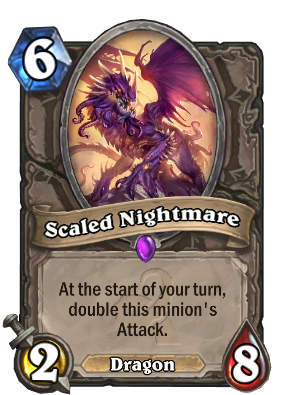 6
Scaled Nightmare
At the start of your turn,
double this minion's
Attack.
2
Dragon
8